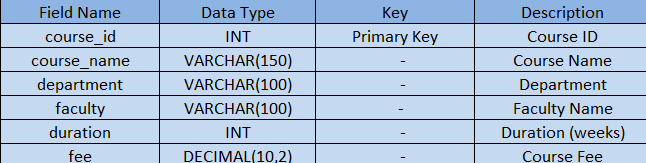 Field Name Data Type Key Description
course_id INT Primary Key Course ID
course_name VARCHAR(150) - Course Name
department VARCHAR(100) - Department
faculty VARCHAR(100) - Faculty Name
duration INT - Duration (weeks)
fee DECIMAL(10,2) - Course Fee